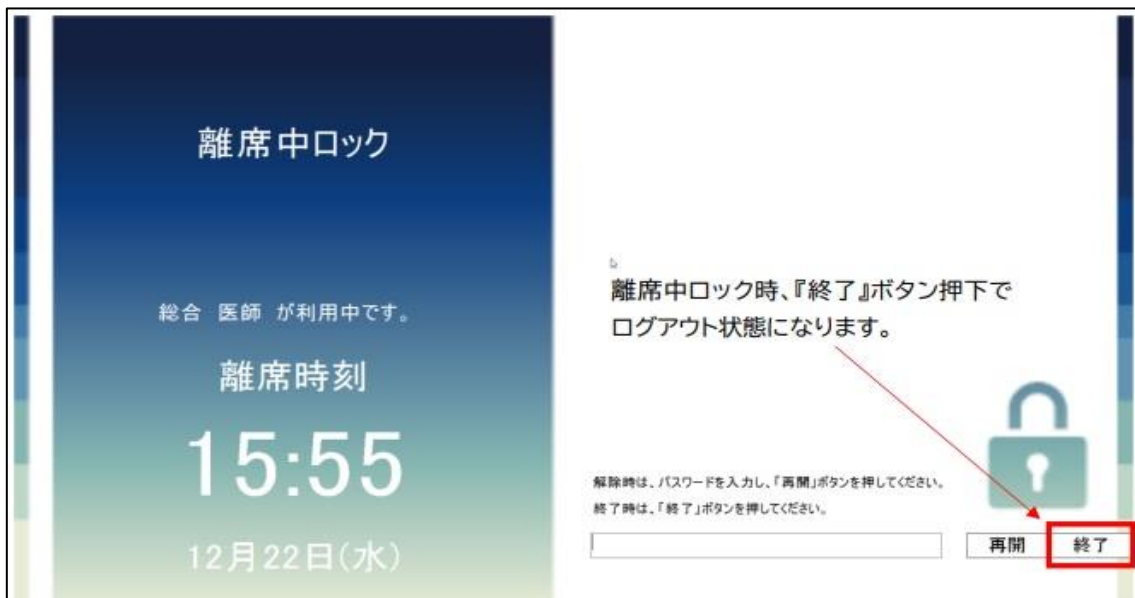 離席中ロック
総合 医師 が利用中です。
離席時刻
15:55
12月22日(水)
離席中ロック時、『終了』ボタン押下で
ログアウト状態になります。
解除時は、パスワードを入力し、「再開」ボタンを押してください。
終了時は、「終了」ボタンを押してください。
再開 終了